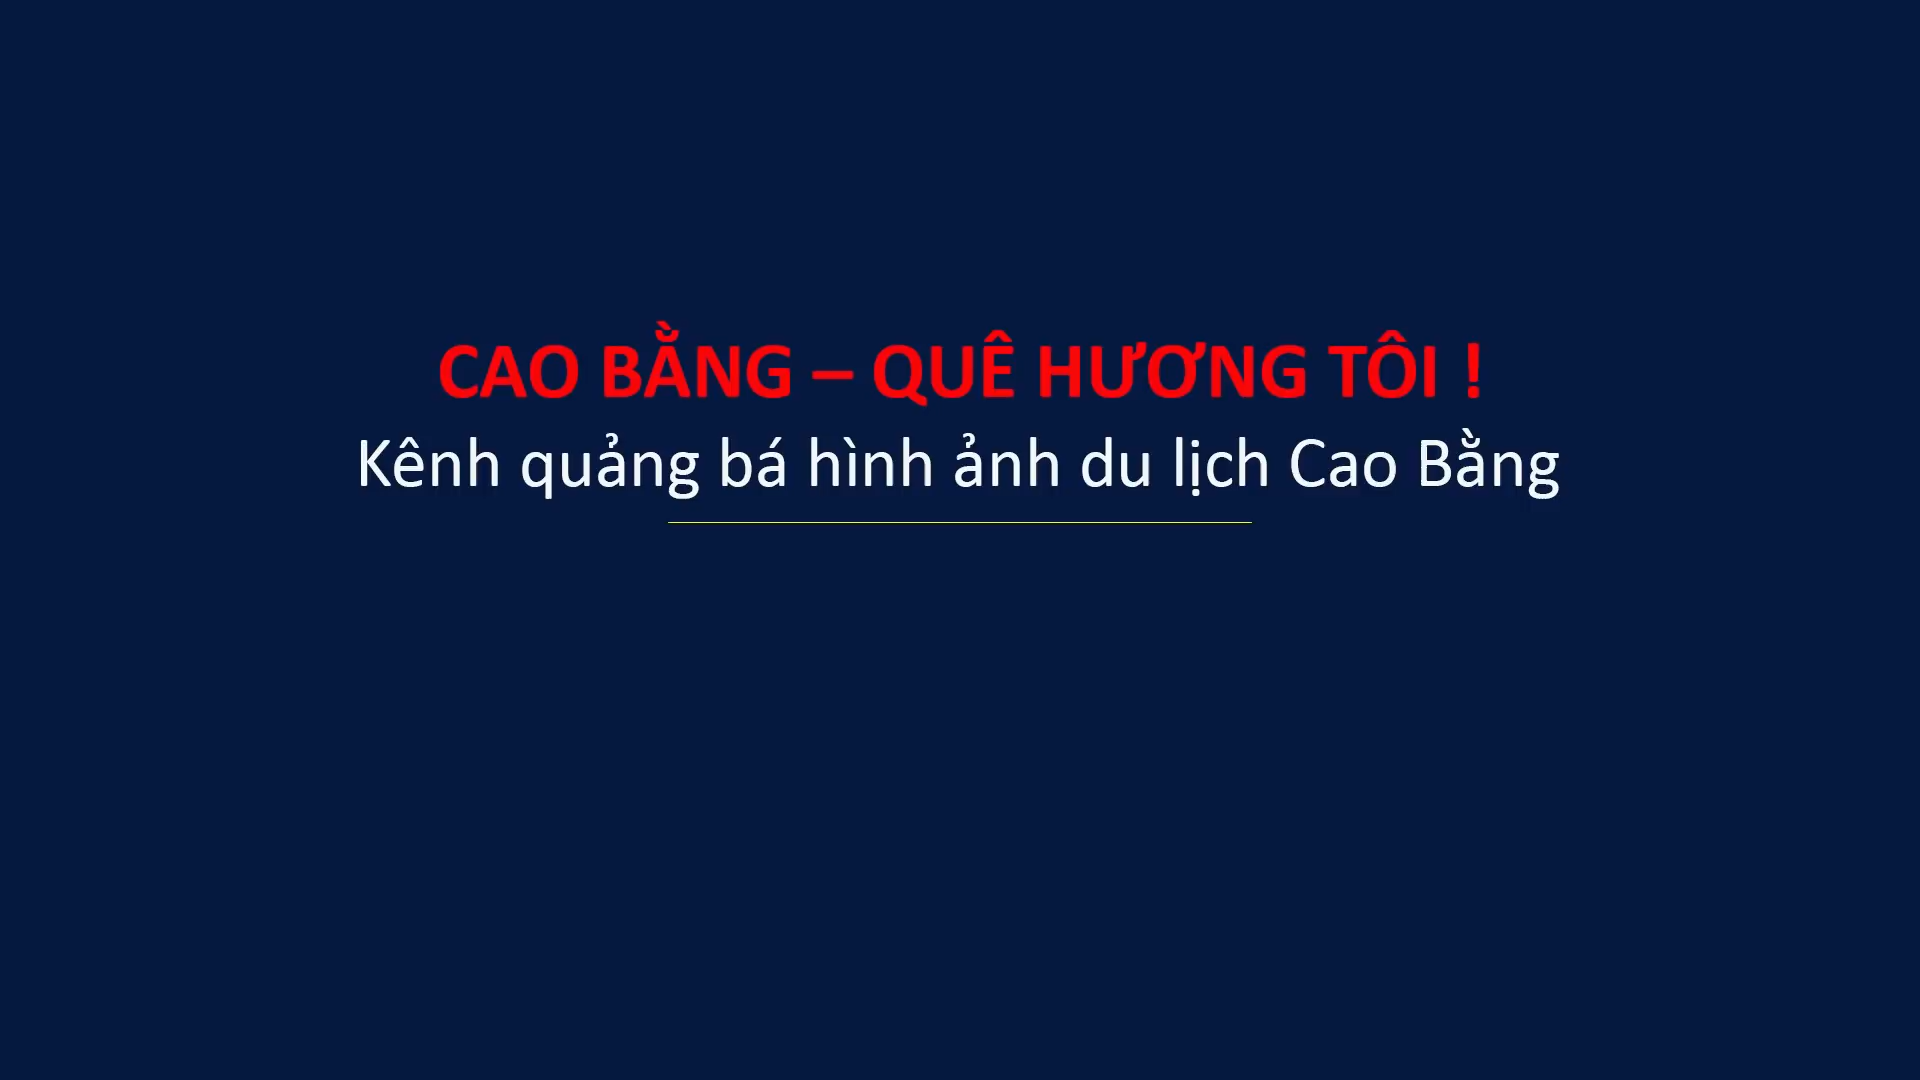 CAO BẰNG – QUÊ HƯƠNG TÔI !
Kênh quảng bá hình ảnh du lịch Cao Bằng